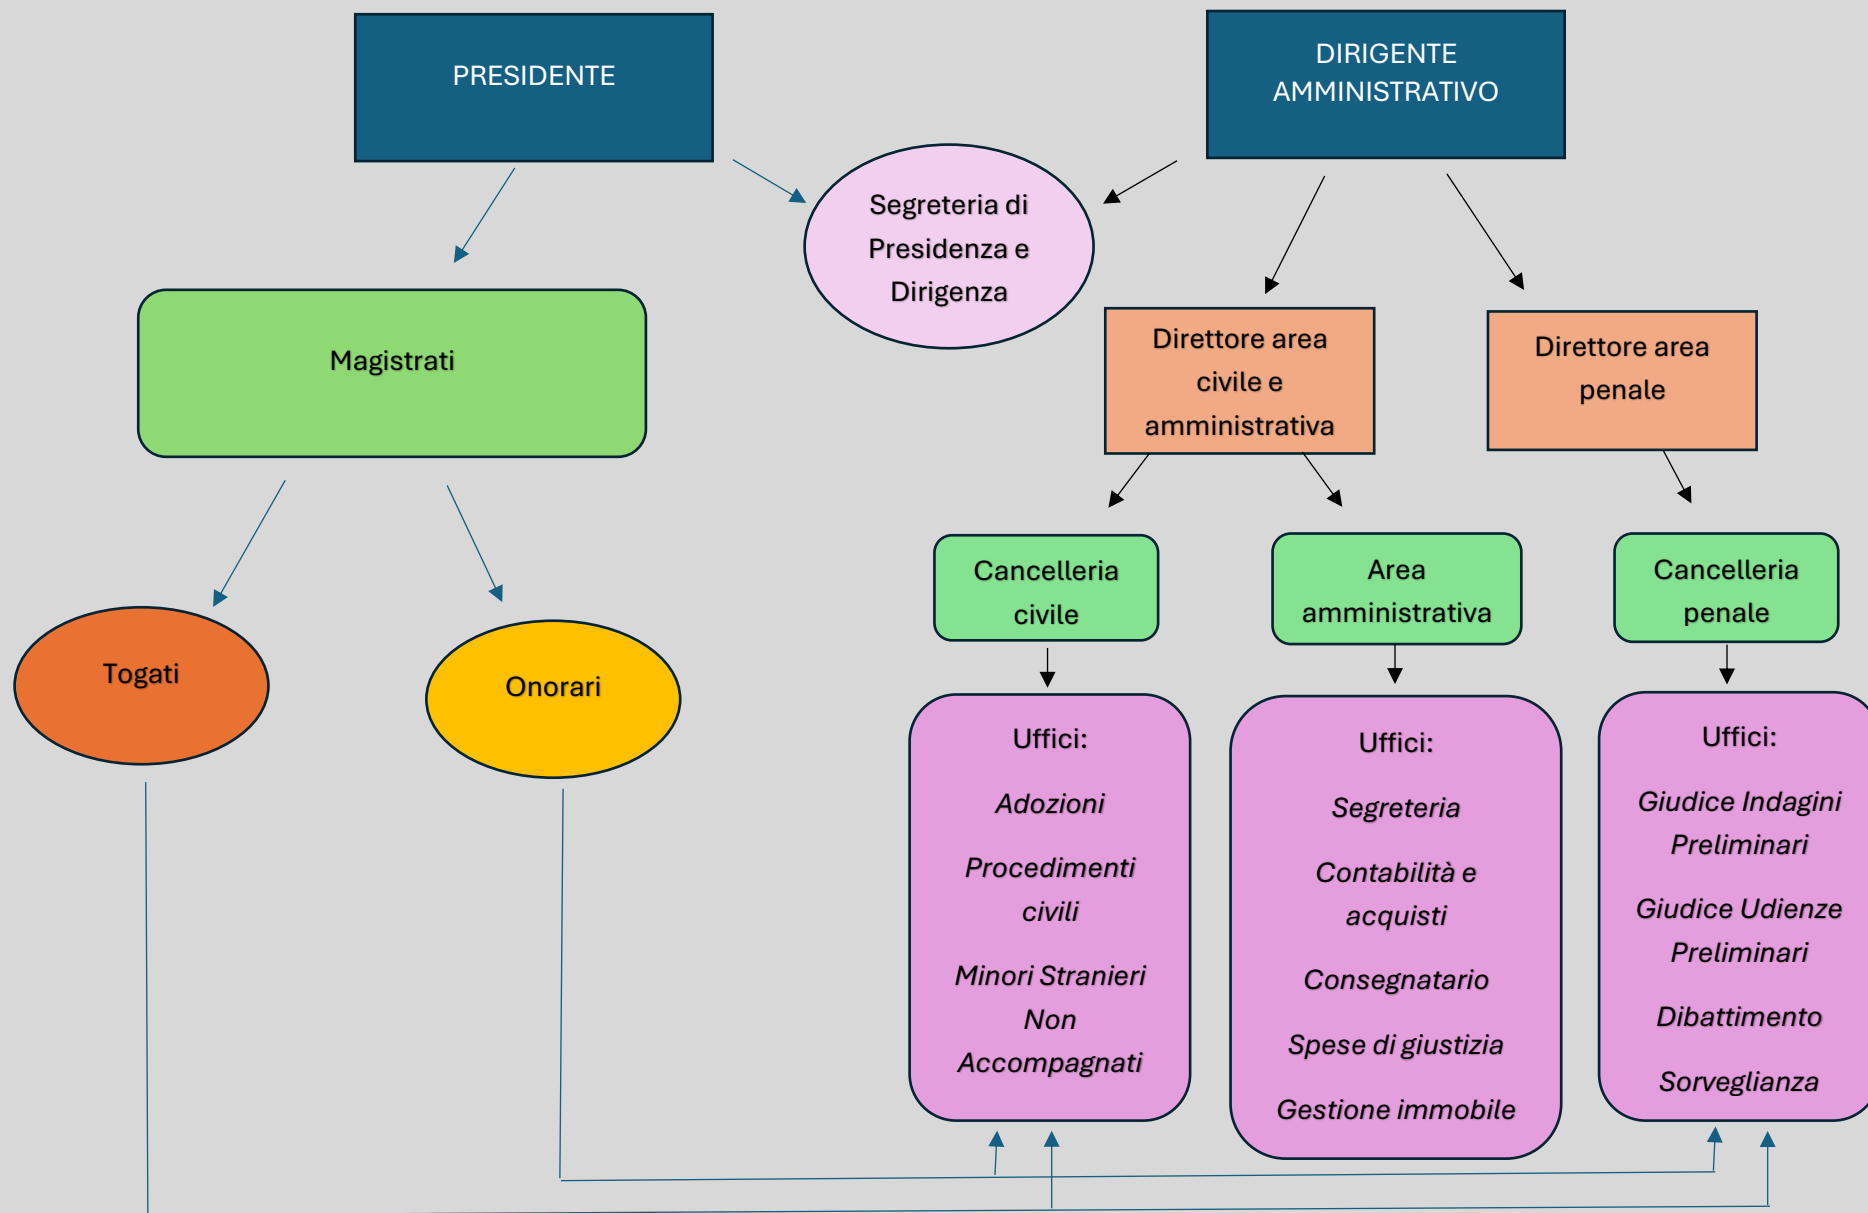 PRESIDENTE
DIRIGENTE
AMMINISTRATIVO
Segreteria di
Presidenza e
Dirigenza
Magistrati
Direttore area
civile e
amministrativa
Direttore area
penale
Togati
Onorari
Cancelleria
civile
Area
amministrativa
Cancelleria
penale
Uffici:
Adozioni
Procedimenti
civili
Minori Stranieri
Non
Accompagnati
Uffici:
Segreteria
Contabilità e
acquisti
Consegnatario
Spese di giustizia
Gestione immobile
Uffici:
Giudice Indagini
Preliminari
Giudice Udienze
Preliminari
Dibattimento
Sorveglianza